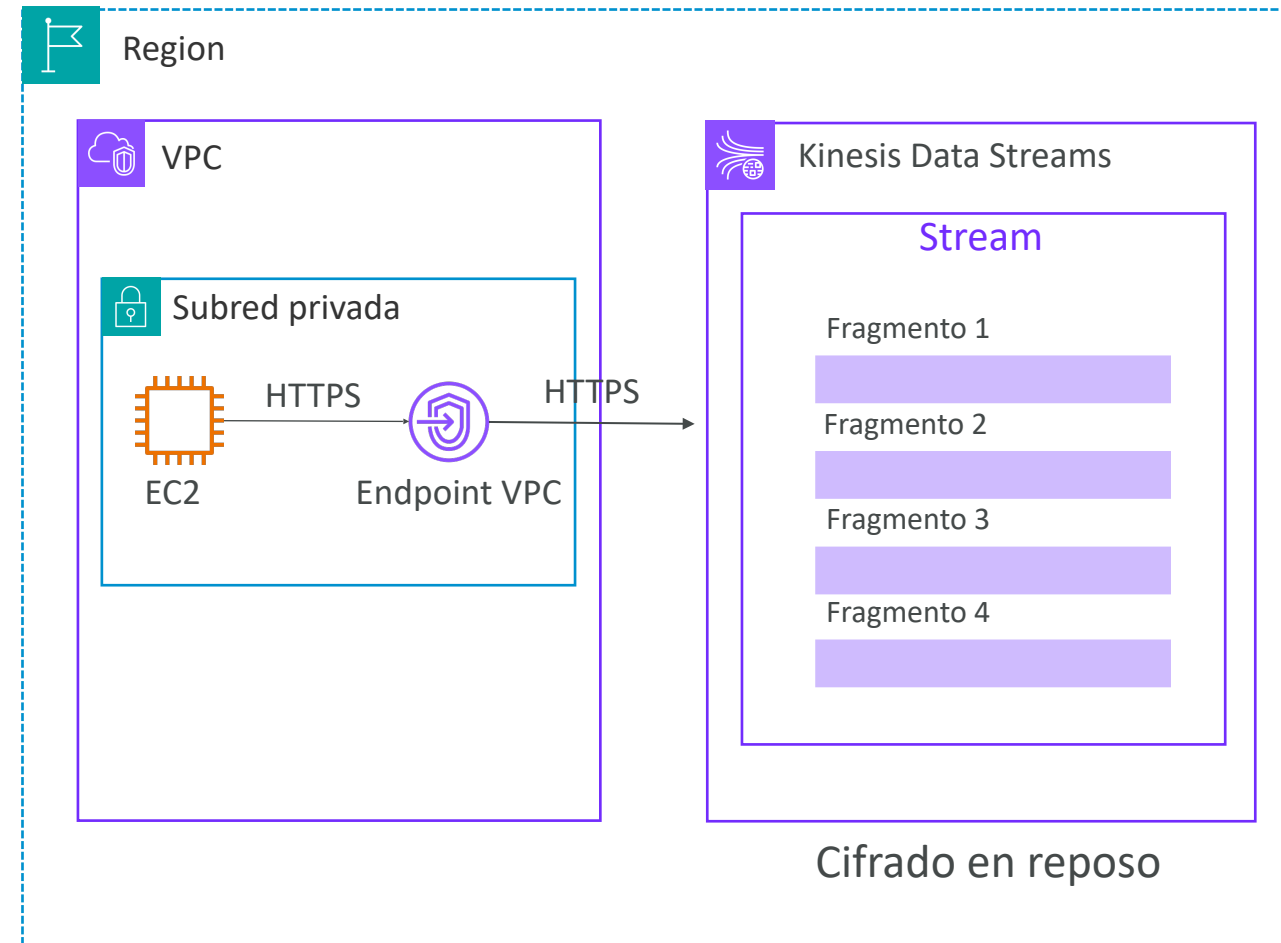 Region
VPC
Subred privada
HTTPS
HTTPS
EC2
Endpoint VPC
Kinesis Data Streams
Stream
Fragmento 1
Fragmento 2
Fragmento 3
Fragmento 4
Cifrado en reposo